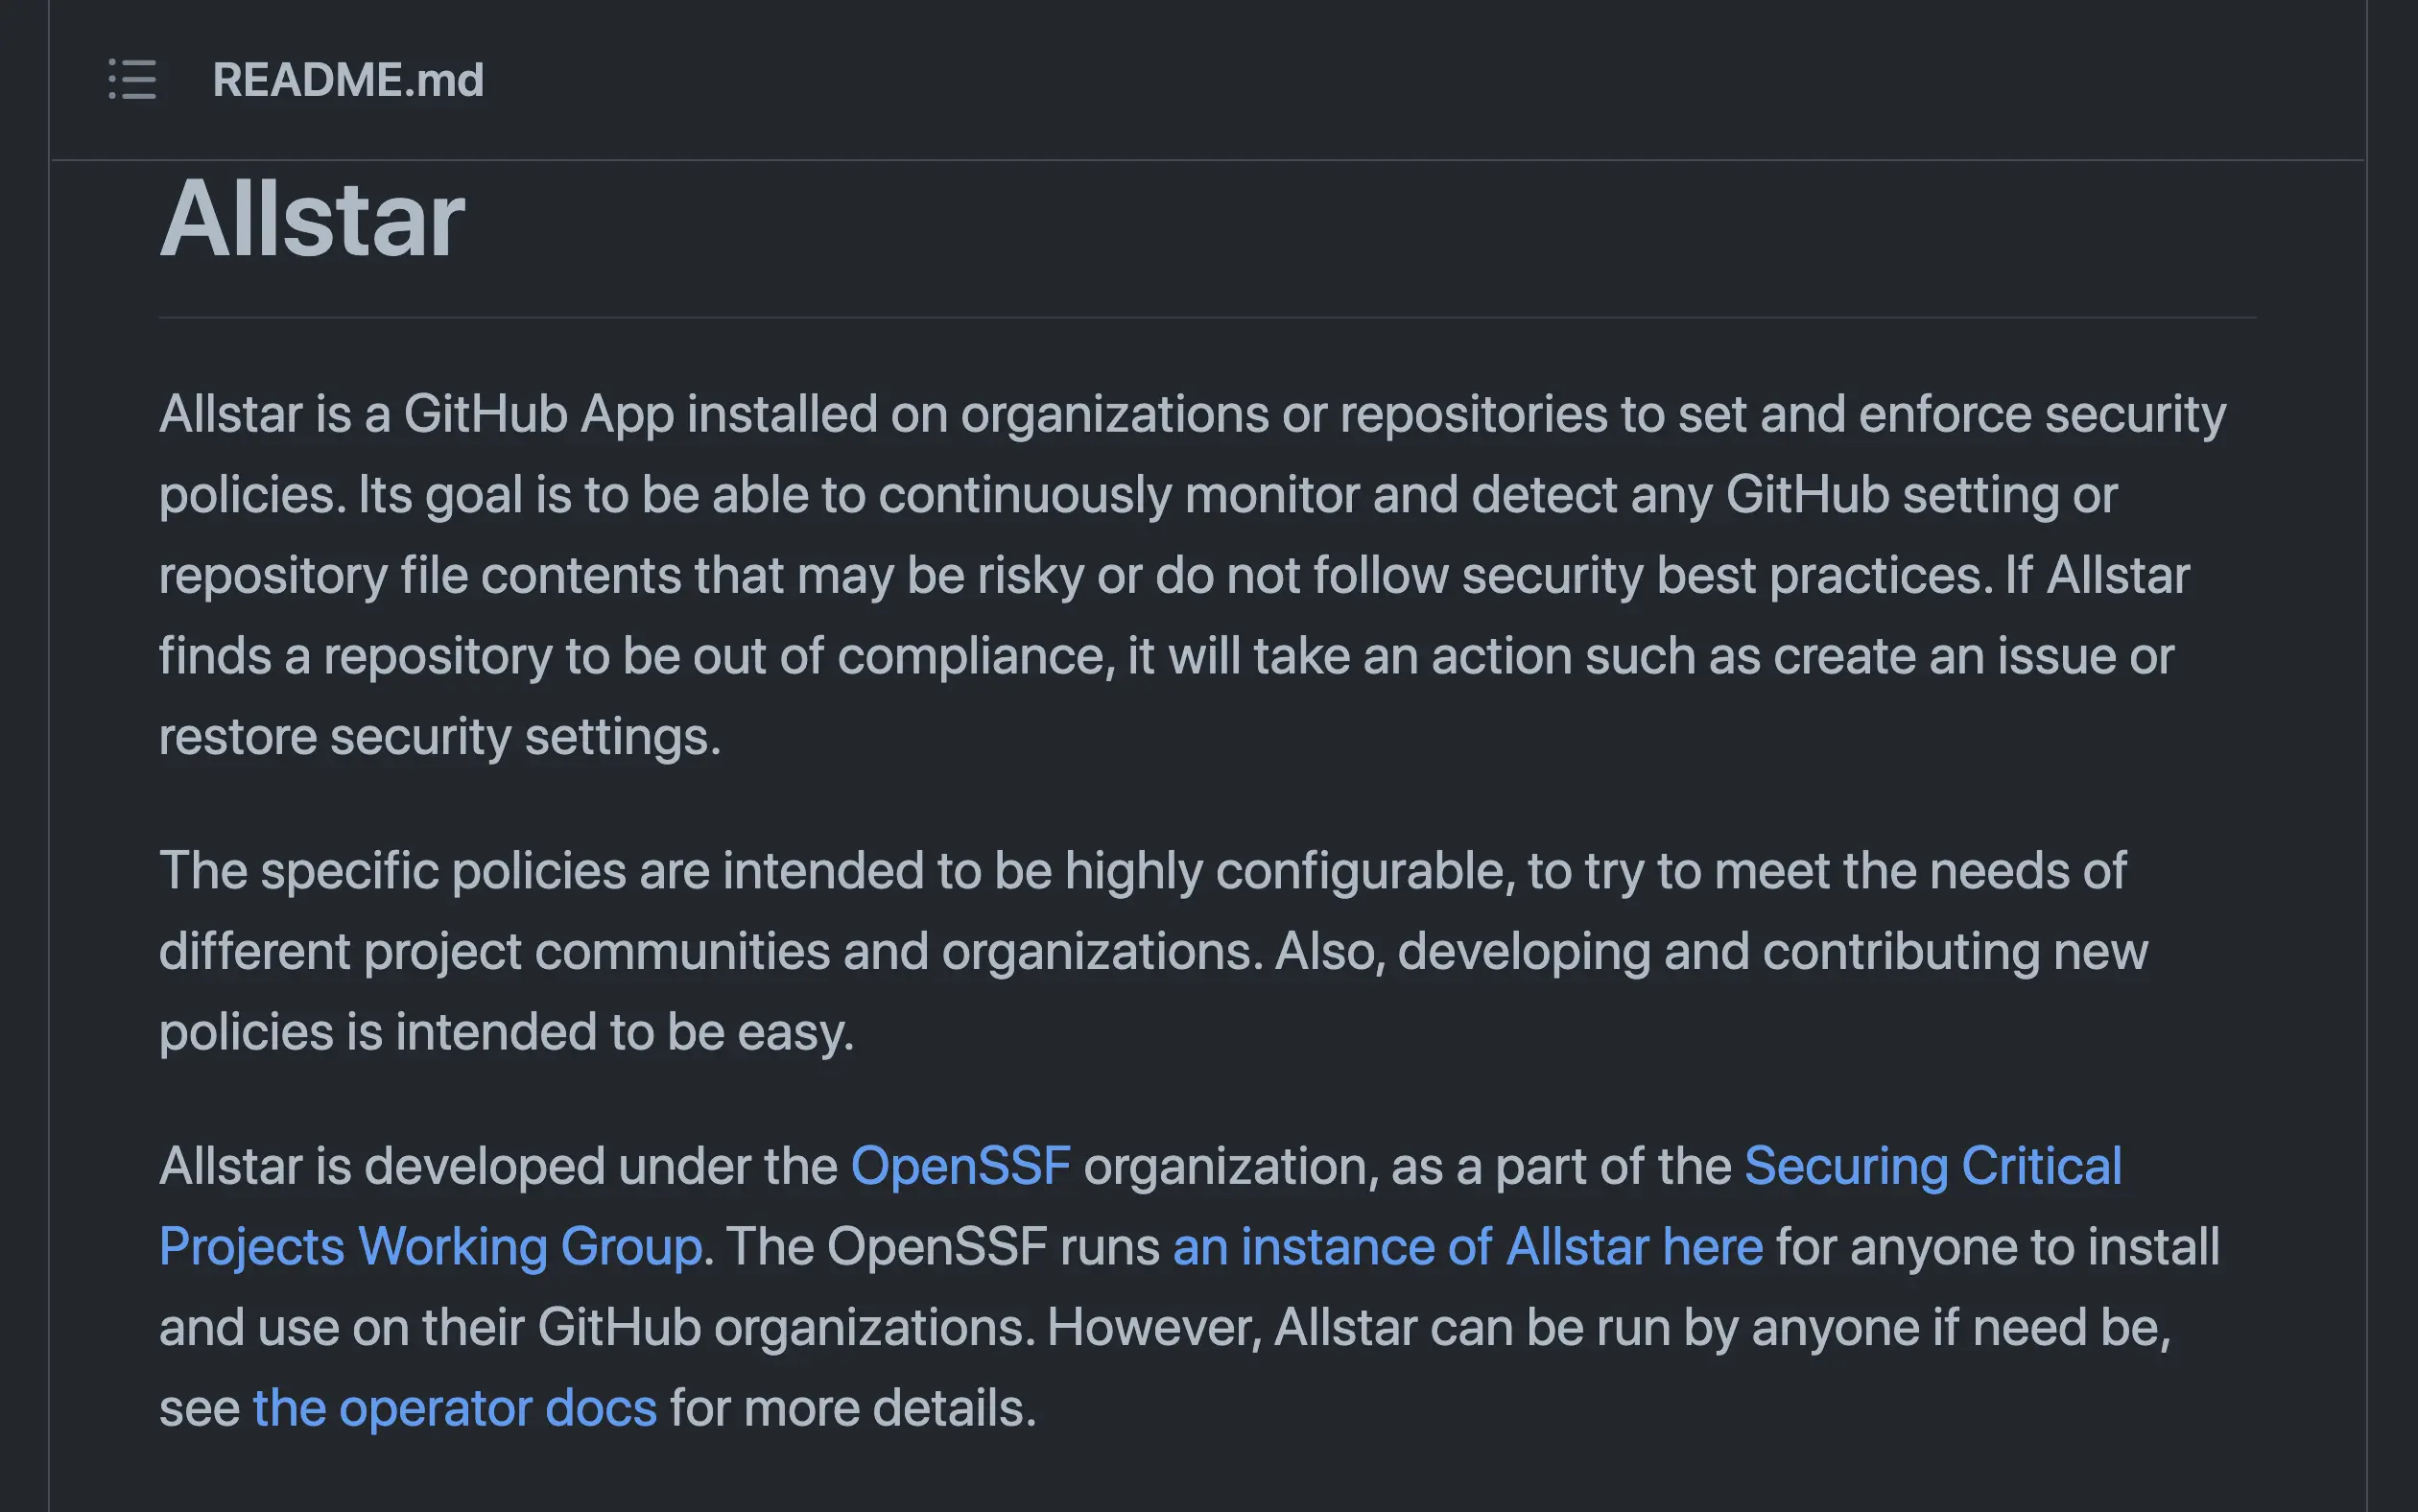 README.md
Allstar
Allstar is a GitHub App installed on organizations or repositories to set and enforce security
policies. Its goal is to be able to continuously monitor and detect any GitHub setting or
repository file contents that may be risky or do not follow security best practices. If Allstar
finds a repository to be out of compliance, it will take an action such as create an issue or
restore security settings.
The specific policies are intended to be highly configurable, to try to meet the needs of
different project communities and organizations. Also, developing and contributing new
policies is intended to be easy.
Allstar is developed under the OpenSSF organization, as a part of the Securing Critical
Projects Working Group. The OpenSSF runs an instance of Allstar here for anyone to install
and use on their GitHub organizations. However, Allstar can be run by anyone if need be,
see the operator docs for more details.